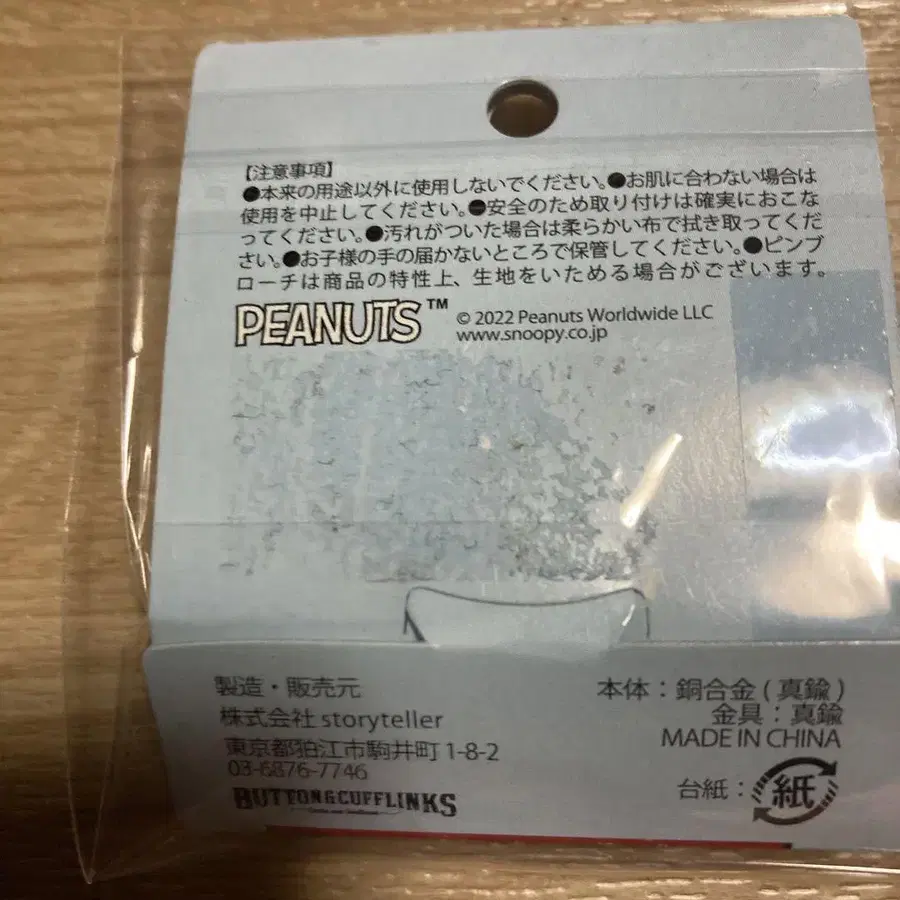 【注意事項】
●本来の用途以外に使用しないでください。●お肌に合わない場合は
使用を中止してください。●安全のため取り付けは確実におこな
ってください。●汚れがついた場合は柔らかい布で拭き取ってくだ
さい。●お子様の手の届かないところで保管してください。●ピンブ
ローチは商品の特性上、生地をいためる場合がございます。
PEANUTS™ © 2022 Peanuts Worldwide LLC
www.snoopy.co.jp
製造・販売元
株式会社 storyteller
東京都狛江市駒井町 1-8-2
03-6876-7746
BUTTON&CUFFLINKS
本体：銅合金 ( 真鍮 )
金具：真鍮
MADE IN CHINA
台紙：紙